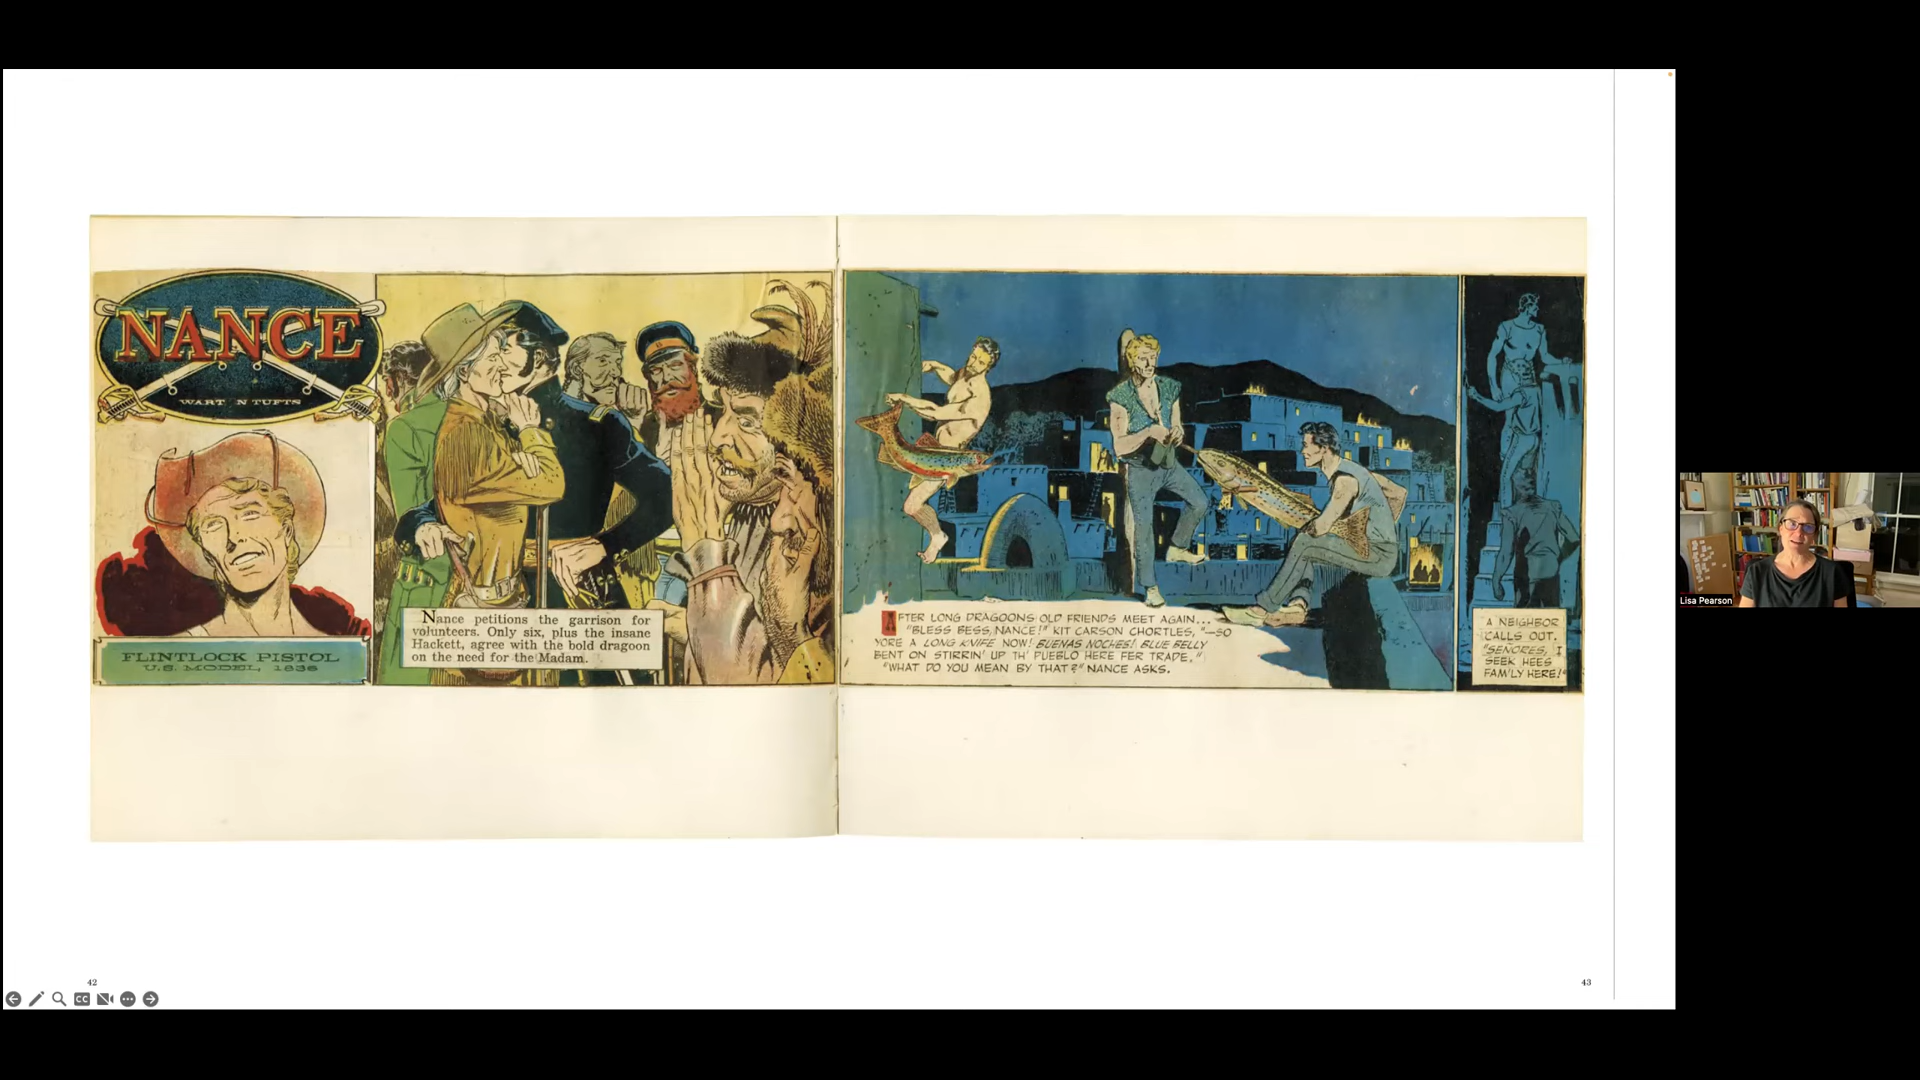 NANCE
WART N TUFTS
FLINTLOCK PISTOL
U.S. MODEL, 1836
Nance petitions the garrison for
volunteers. Only six, plus the insane
Hackett, agree with the bold dragoon
on the need for the Madam.
AFTER LONG DRAGOONS OLD FRIENDS MEET AGAIN...
"BLESS BESS, NANCE!" KIT CARSON CHORTLES, "—SO
YORE A LONG KNIFE NOW! BUENAS NOCHES! BLUE BELLY
BENT ON STIRRIN' UP TH' PUEBLO HERE FER TRADE."
"WHAT DO YOU MEAN BY THAT?" NANCE ASKS.
A NEIGHBOR
CALLS OUT.
"SEÑORES, I
SEEK HEES
FAM'LY HERE!"
42
43
CC
Lisa Pearson